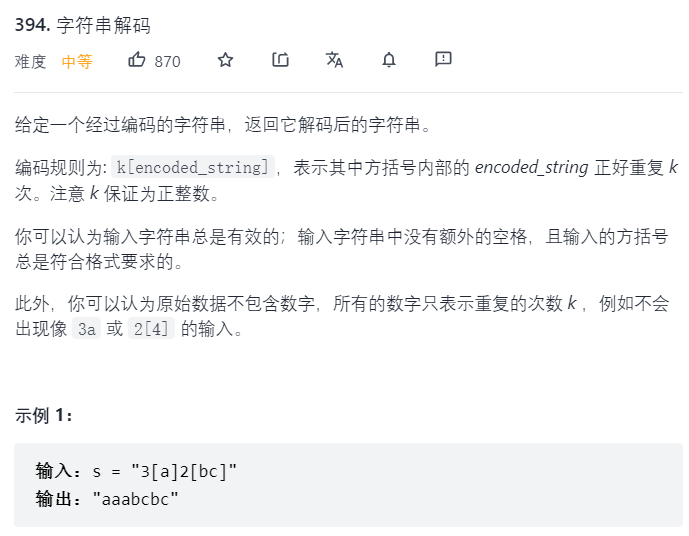 394. 字符串解码
难度 中等 870
给定一个经过编码的字符串，返回它解码后的字符串。
编码规则为: k[encoded_string]，表示其中方括号内部的 encoded_string 正好重复 k
次。注意 k 保证为正整数。
你可以认为输入字符串总是有效的；输入字符串中没有额外的空格，且输入的方括号
总是符合格式要求的。
此外，你可以认为原始数据不包含数字，所有的数字只表示重复的次数 k ，例如不会
出现像 3a 或 2[4] 的输入。
示例 1：
输入：s = "3[a]2[bc]"
输出："aaabcbc"